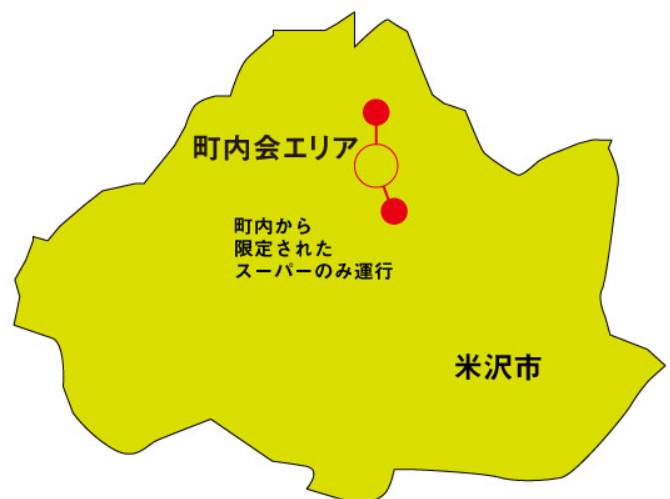 町内会エリア
町内から
限定された
スーパーのみ運行
米沢市